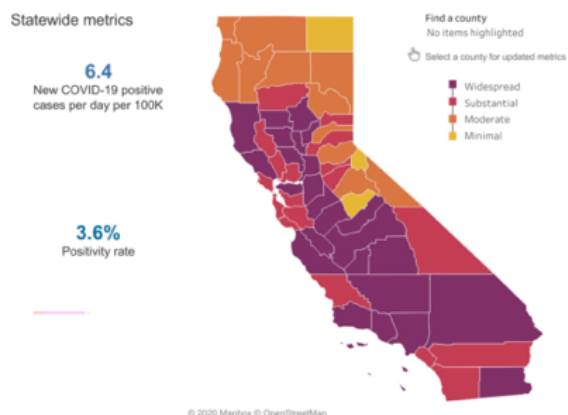 Statewide metrics
6.4
New COVID-19 positive
cases per day per 100K
3.6%
Positivity rate
Find a county
No items highlighted
Select a county for updated metrics
Widespread
Substantial
Moderate
Minimal
© 2020 Mapbox © OpenStreetMap